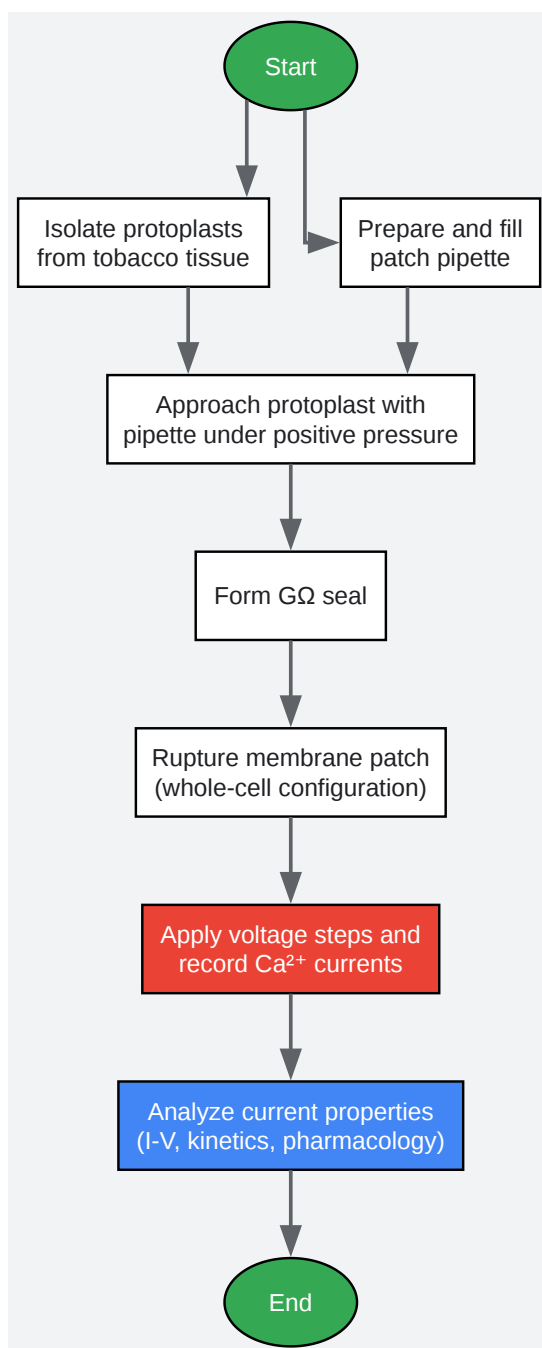 Start
Isolate protoplasts
from tobacco tissue
Prepare and fill
patch pipette
Approach protoplast with
pipette under positive pressure
Form GΩ seal
Rupture membrane patch
(whole-cell configuration)
Apply voltage steps and
record Ca²⁺ currents
Analyze current properties
(I-V, kinetics, pharmacology)
End